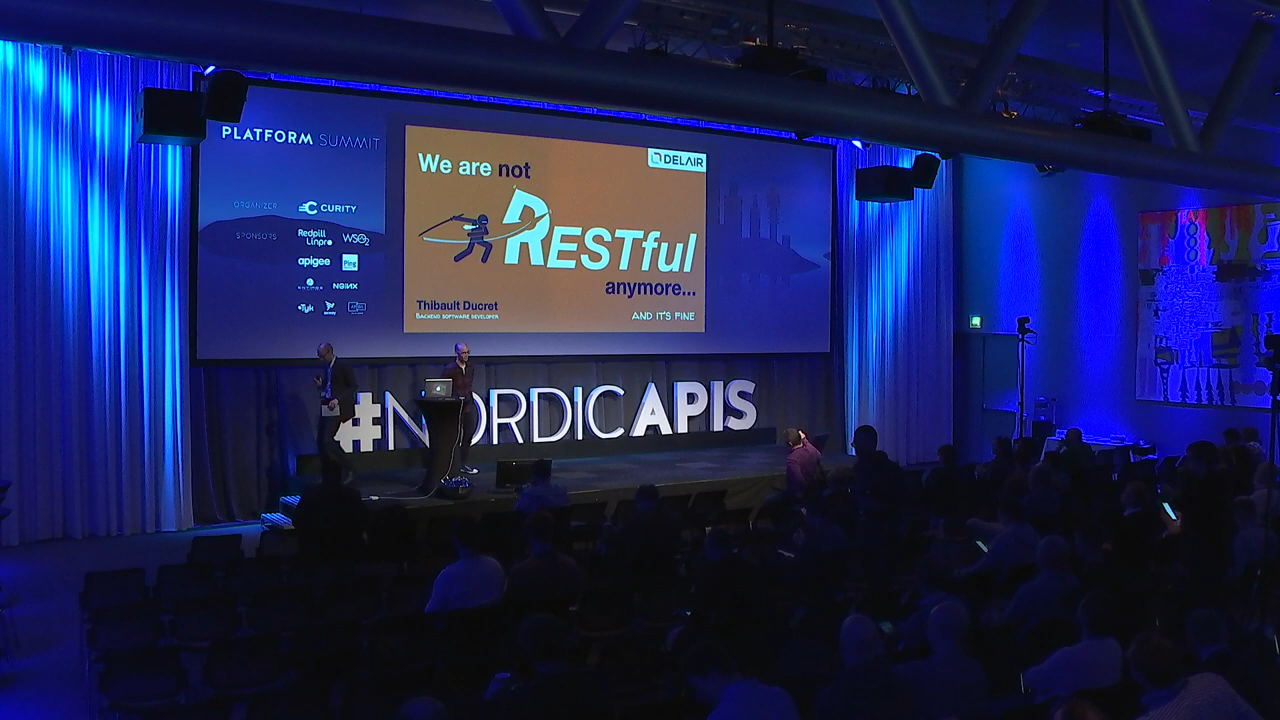 PLATFORM SUMMIT
ORGANIZER
CURITY
SPONSORS
Redpill
Linpro
WSO2
apigee
Ping
NGINX
Tyk
We are not
DELAIR
RESTful
anymore...
Thibault Ducret
BACKEND SOFTWARE DEVELOPER
AND IT'S FINE
#NORDICAPIS